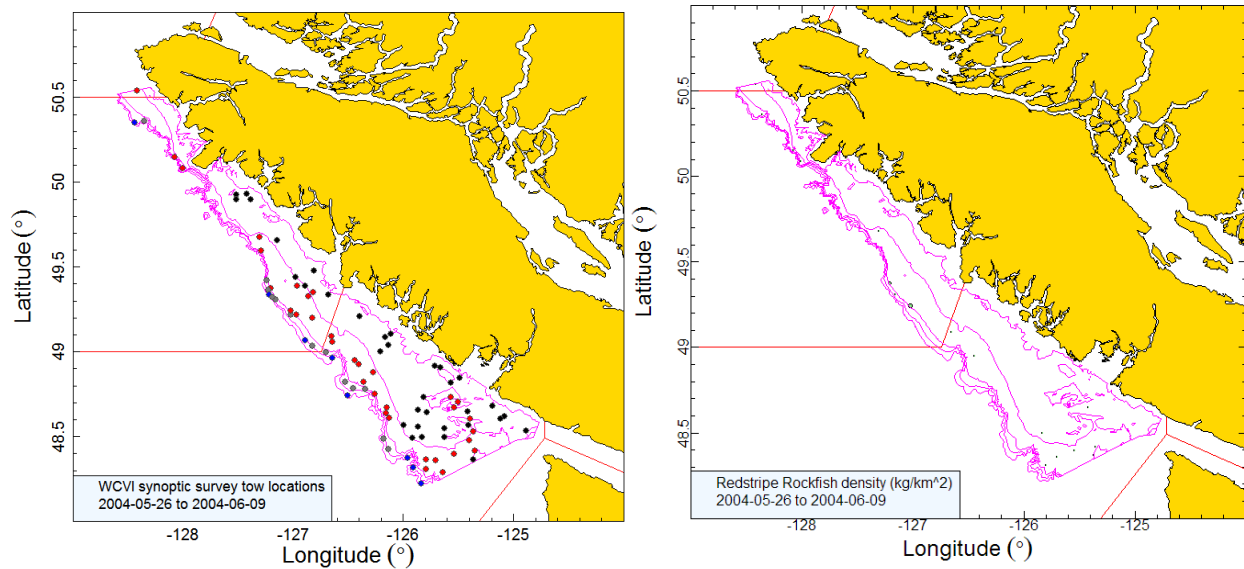 50.5
50
49.5
49
48.5
Latitude (°)
WCVI synoptic survey tow locations
2004-05-26 to 2004-06-09
-128
-127
-126
-125
-124
Longitude (°)
50.5
50
49.5
49
48.5
Latitude (°)
Redstripe Rockfish density (kg/km^2)
2004-05-26 to 2004-06-09
-128
-127
-126
-125
-124
Longitude (°)